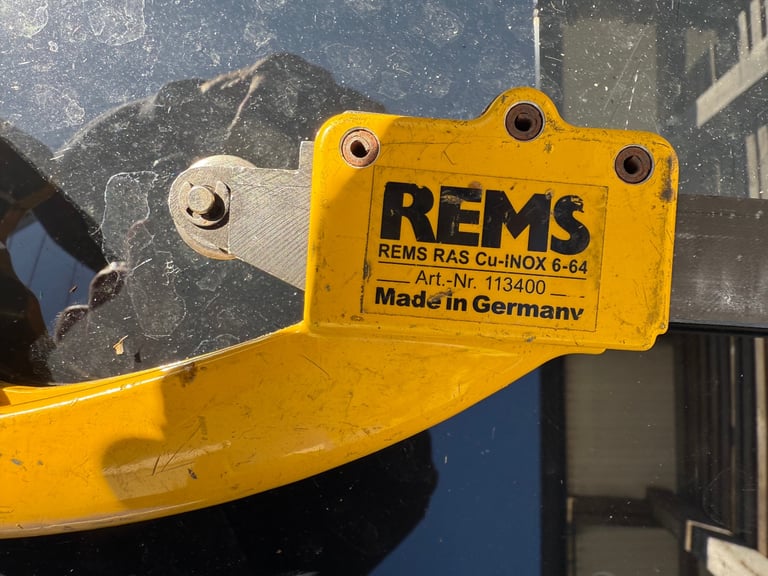 REMS
REMS RAS Cu-INOX 6-64
Art.-Nr. 113400
Made in Germany